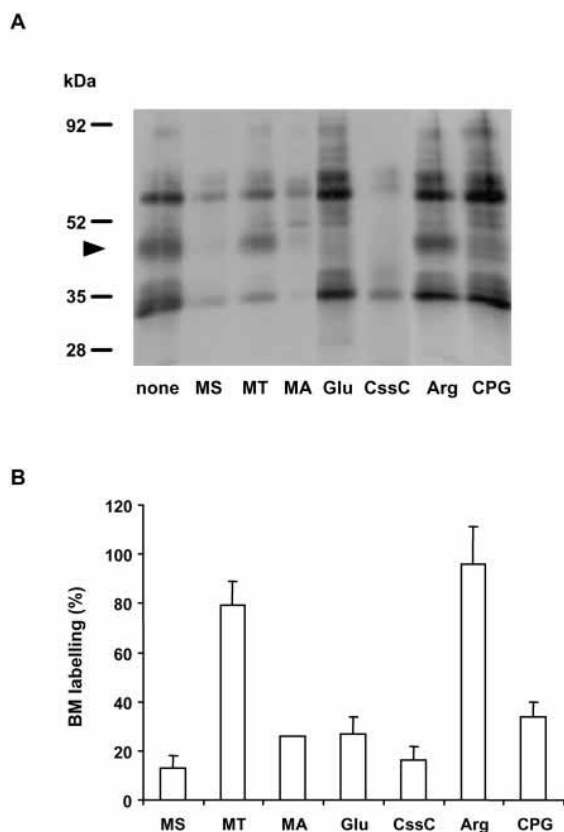 A
kDa
92
52
35
28
none MS MT MA Glu CssC Arg CPG
B
120
100
80
60
40
20
0
BM labelling (%)
MS MT MA Glu CssC Arg CPG